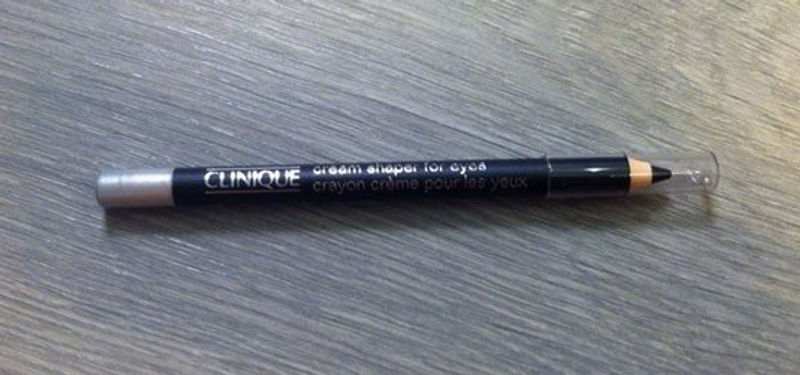 CLINIQUE
cream shaper for eyes
crayon crème pour les yeux